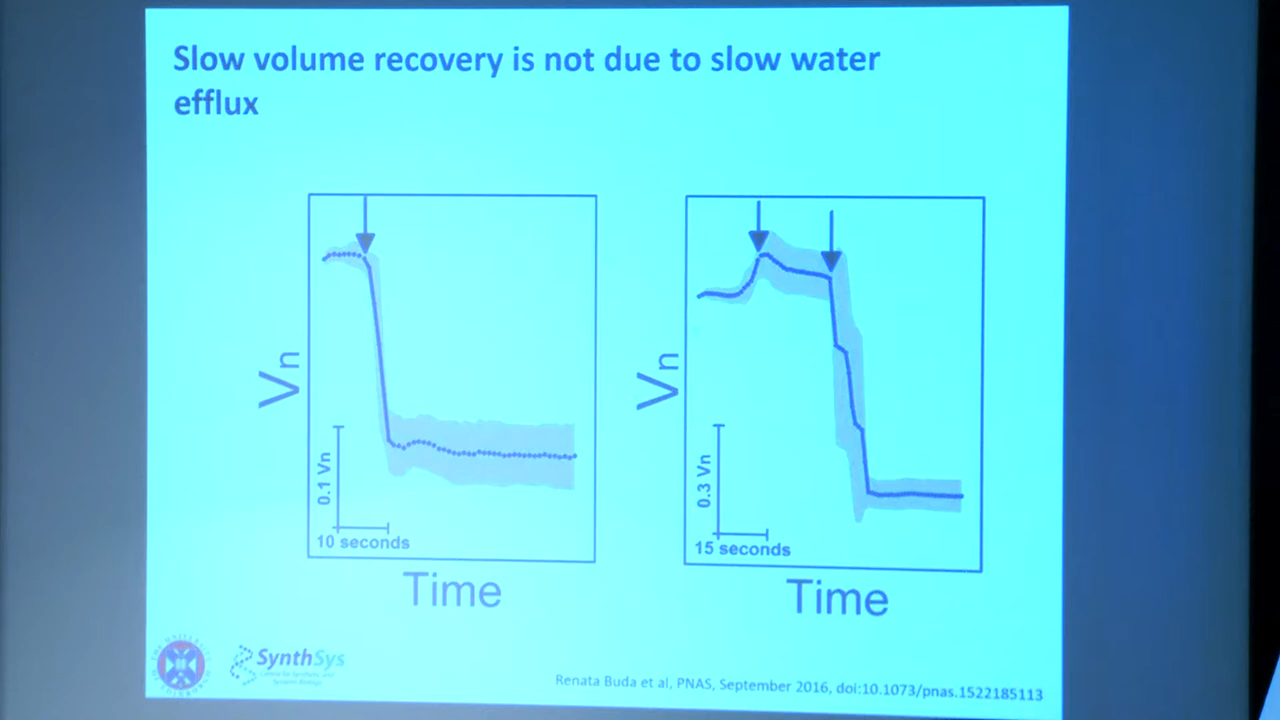 Slow volume recovery is not due to slow water
efflux
Vn
0.1 Vn
10 seconds
Time
Vn
0.3 Vn
15 seconds
Time
SynthSys
Renata Buda et al, PNAS, September 2016, doi:10.1073/pnas.1522185113